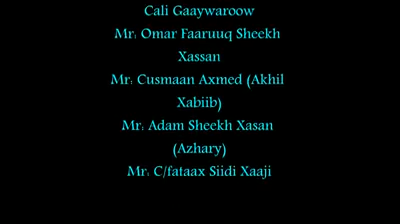 Cali Gaaywaroow
Mr: Omar Faaruuq Sheekh
Xassan
Mr: Cusmaan Axmed (Akhil
Xabiib)
Mr: Adam Sheekh Xasan
(Azhary)
Mr: C/fataax Siidi Xaaji